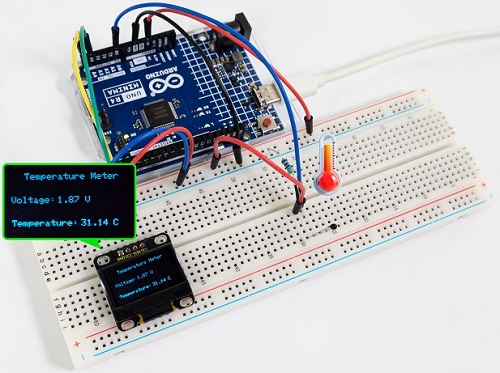 ARDUINO
UNO R4
MINIMA
Temperature Meter
Voltage: 1.87 V
Temperature: 31.14 C
Temperature Meter
Voltage: 1.87 V
Temperature: 31.14 C